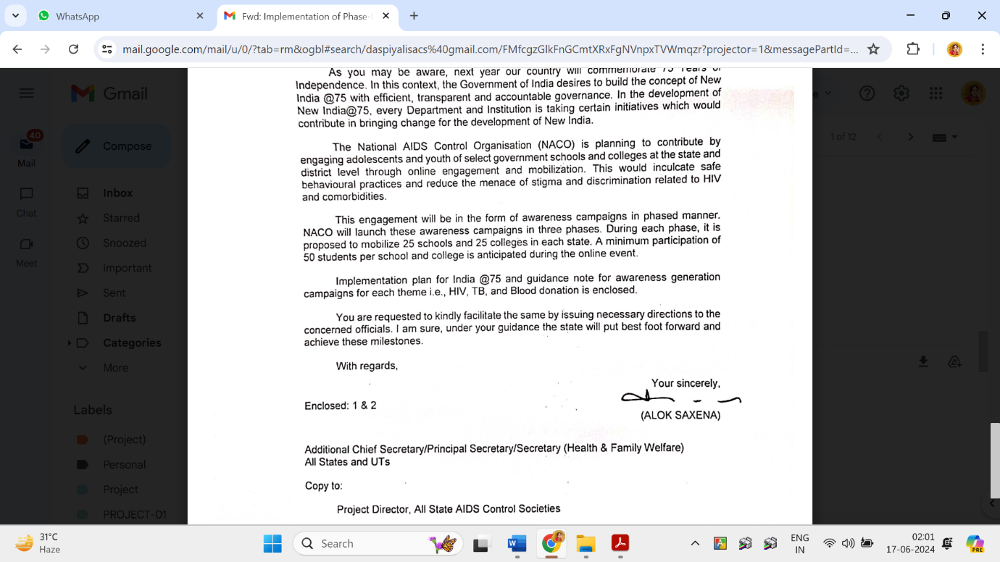 WhatsApp
Fwd: Implementation of Phase-
mail.google.com/mail/u/0/?tab=rm&ogbl#search/daspiyalisacs%40gmail.com/FMfcgzGlkFnGCmtXRxFgNVnpxTVWmqzr?projector=1&messagePartId=...
Gmail
40
Mail
Chat
Meet
Compose
Inbox
Starred
Snoozed
Important
Sent
Drafts
Categories
More
Labels
(Project)
Personal
Project
PROJECT-01
1 of 12
As you may be aware, next year our country will commemorate 75 Years of
Independence. In this context, the Government of India desires to build the concept of New
India @75 with efficient, transparent and accountable governance. In the development of
New India@75, every Department and Institution is taking certain initiatives which would
contribute in bringing change for the development of New India.
The National AIDS Control Organisation (NACO) is planning to contribute by
engaging adolescents and youth of select government schools and colleges at the state and
district level through online engagement and mobilization. This would inculcate safe
behavioural practices and reduce the menace of stigma and discrimination related to HIV
and comorbidities.
This engagement will be in the form of awareness campaigns in phased manner.
NACO will launch these awareness campaigns in three phases. During each phase, it is
proposed to mobilize 25 schools and 25 colleges in each state. A minimum participation of
50 students per school and college is anticipated during the online event.
Implementation plan for India @75 and guidance note for awareness generation
campaigns for each theme i.e., HIV, TB, and Blood donation is enclosed.
You are requested to kindly facilitate the same by issuing necessary directions to the
concerned officials. I am sure, under your guidance the state will put best foot forward and
achieve these milestones.
With regards,
Your sincerely,
(ALOK SAXENA)
Enclosed: 1 & 2
Additional Chief Secretary/Principal Secretary/Secretary (Health & Family Welfare)
All States and UTs
Copy to:
Project Director, All State AIDS Control Societies
31°C
Haze
Search
ENG
IN
02:01
17-06-2024
PRE